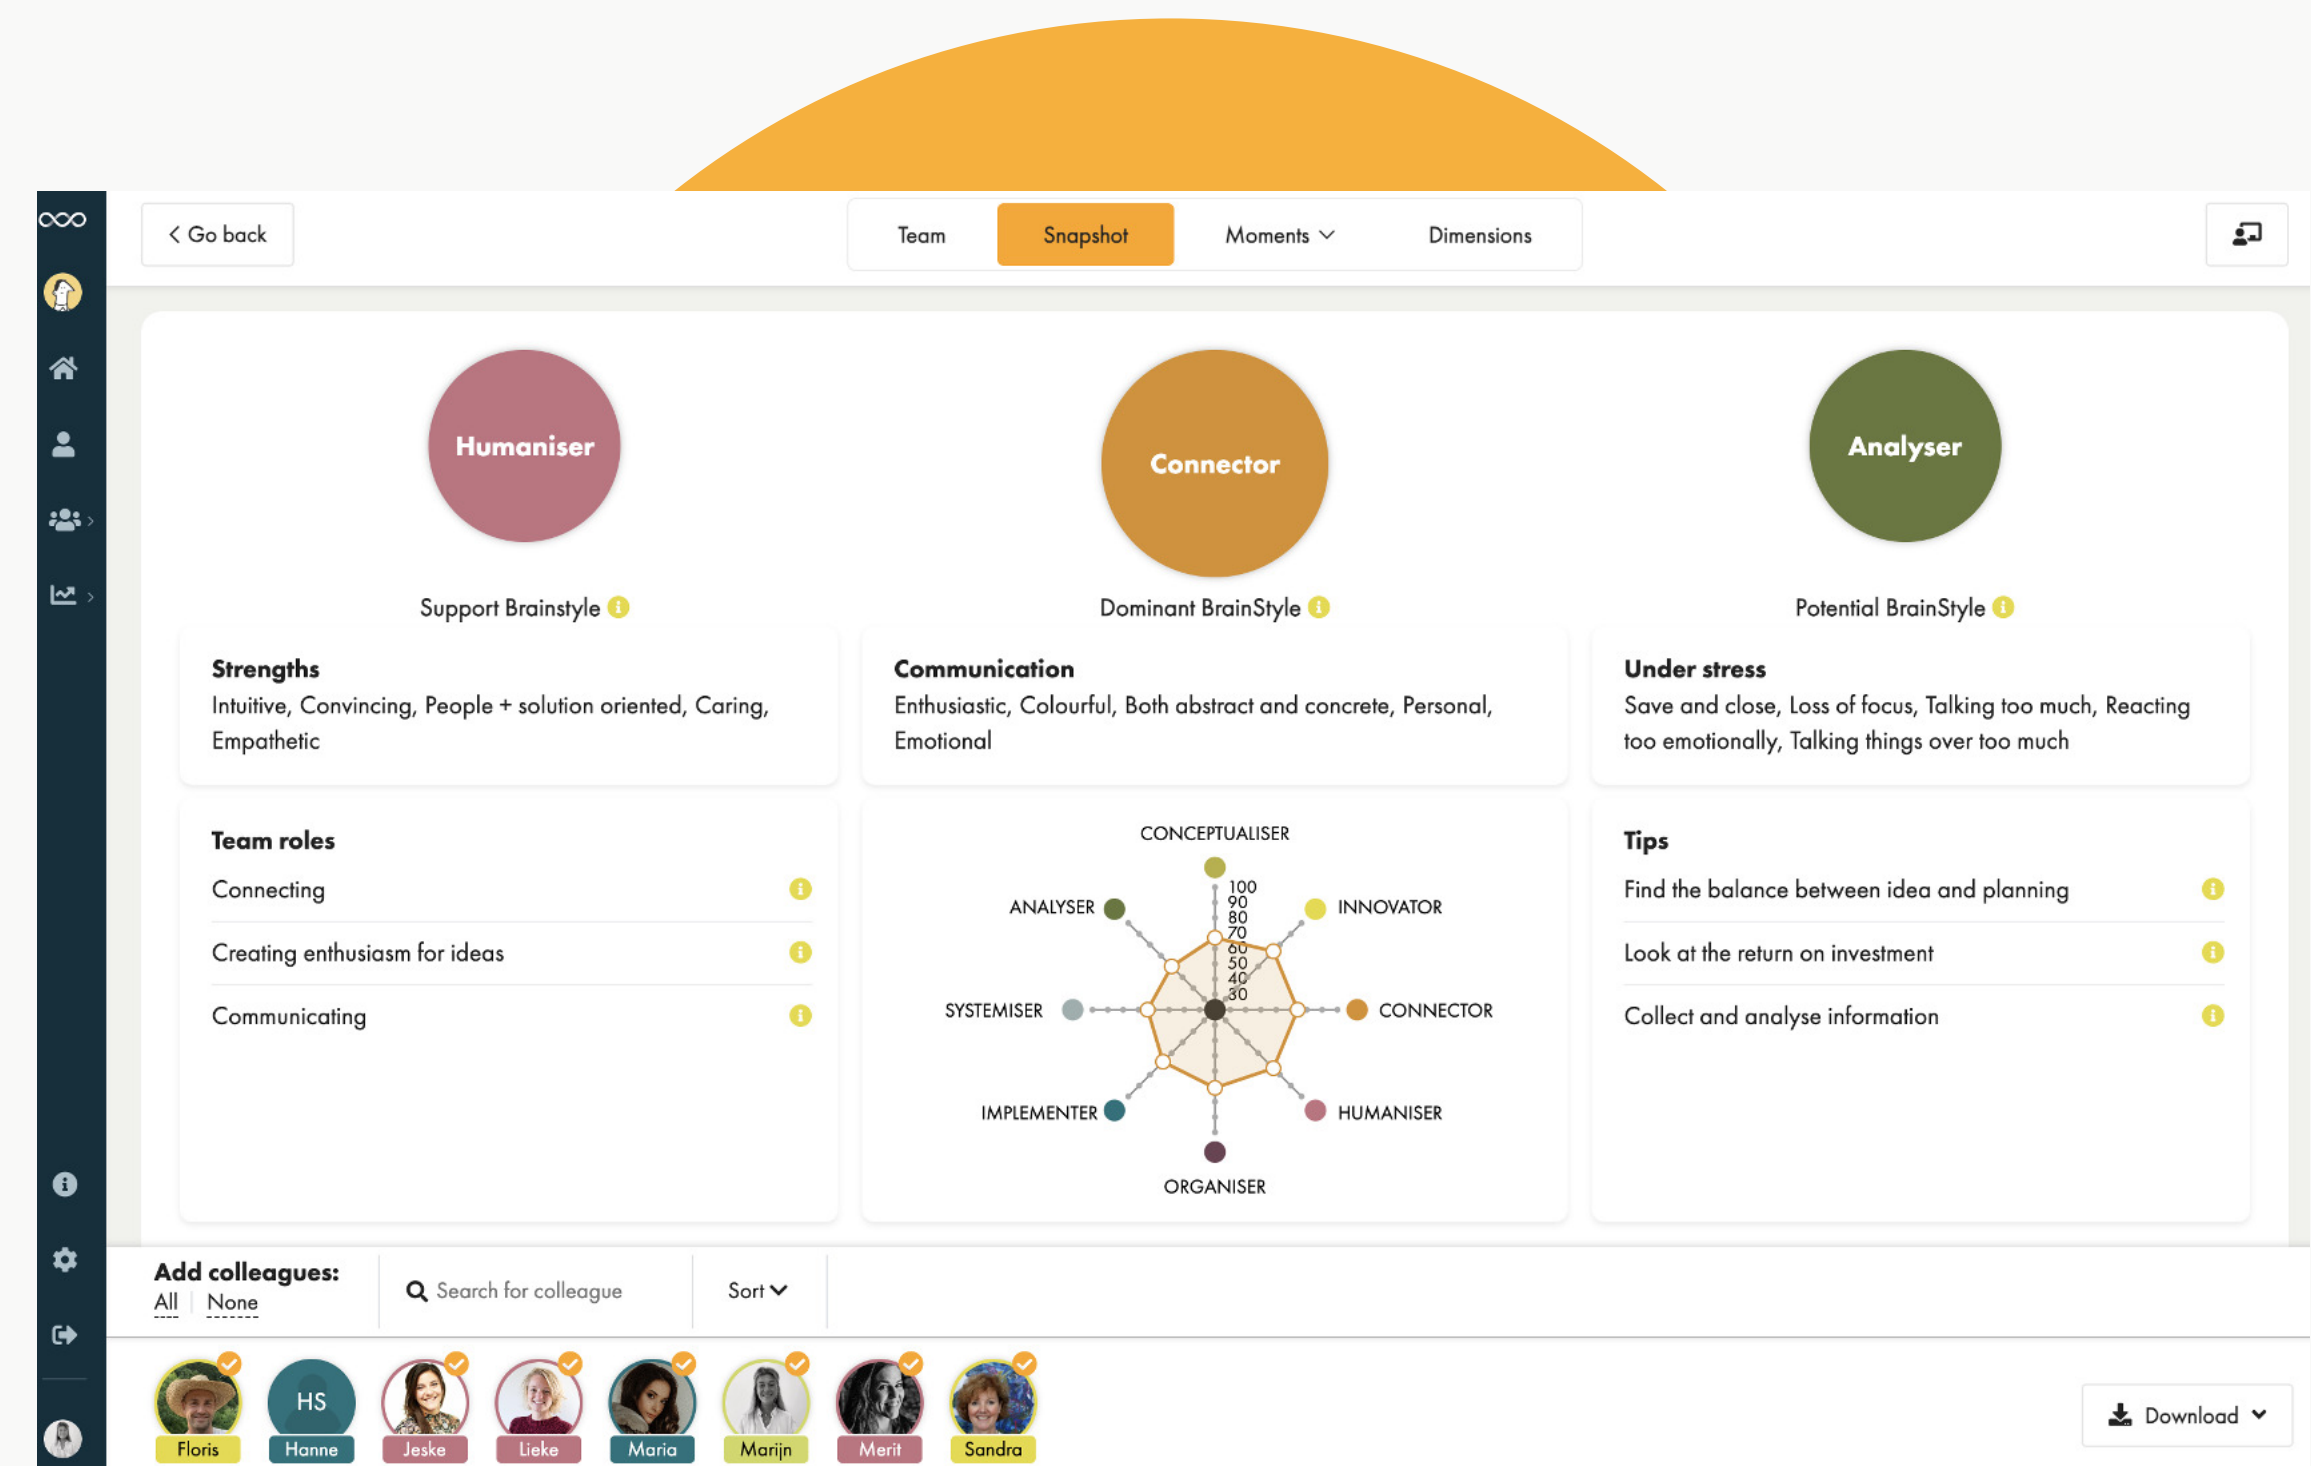 Go back
Team
Snapshot
Moments
Dimensions
Humaniser
Connector
Analyser
Support Brainstyle
Dominant BrainStyle
Potential BrainStyle
Strengths
Intuitive, Convincing, People + solution oriented, Caring,
Empathetic
Communication
Enthusiastic, Colourful, Both abstract and concrete, Personal,
Emotional
Under stress
Save and close, Loss of focus, Talking too much, Reacting
too emotionally, Talking things over too much
Team roles
Connecting
Creating enthusiasm for ideas
Communicating
CONCEPTUALISER
ANALYSER
INNOVATOR
100
90
80
70
60
50
40
30
SYSTEMISER
CONNECTOR
IMPLEMENTER
HUMANISER
ORGANISER
Tips
Find the balance between idea and planning
Look at the return on investment
Collect and analyse information
Add colleagues:
All | None
Search for colleague
Sort
HS
Floris
Hanne
Jeske
Lieke
Maria
Marijn
Merit
Sandra
Download